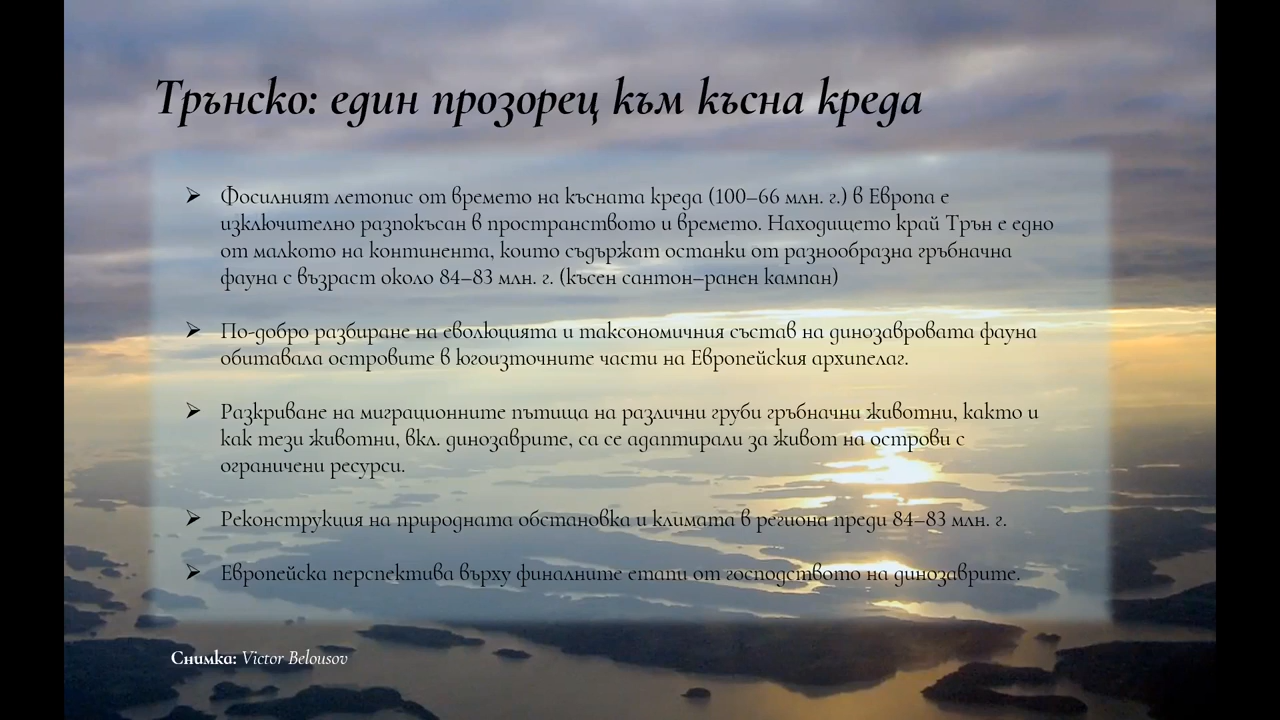 Трънско: един прозорец към късна креда
➢ Фосилният летопис от времето на късната креда (100–66 млн. г.) в Европа е
изключително разпокъсан в пространството и времето. Находището край Трън е едно
от малкото на континента, които съдържат останки от разнообразна гръбначна
фауна с възраст около 84–83 млн. г. (късен сантон–ранен кампан)
➢ По-добро разбиране на еволюцията и таксономичния състав на динозавровата фауна
обитавала островите в югоизточните части на Европейския архипелаг.
➢ Разкриване на миграционните пътища на различни груби гръбначни животни, както и
как тези животни, вкл. динозаврите, са се адаптирали за живот на острови с
ограничени ресурси.
➢ Реконструкция на природната обстановка и климата в региона преди 84–83 млн. г.
➢ Европейска перспектива върху финалните етапи от господството на динозаврите.
Снимка: Victor Belousov